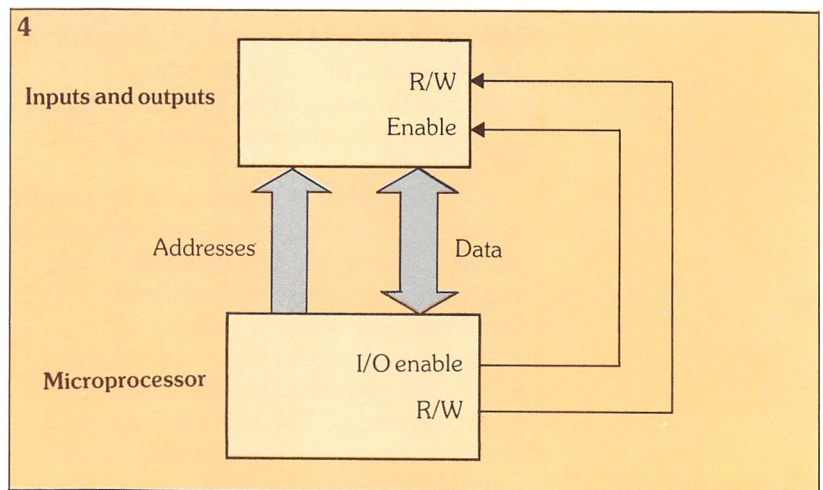 4
Inputs and outputs
R/W
Enable
Addresses
Data
Microprocessor
I/O enable
R/W